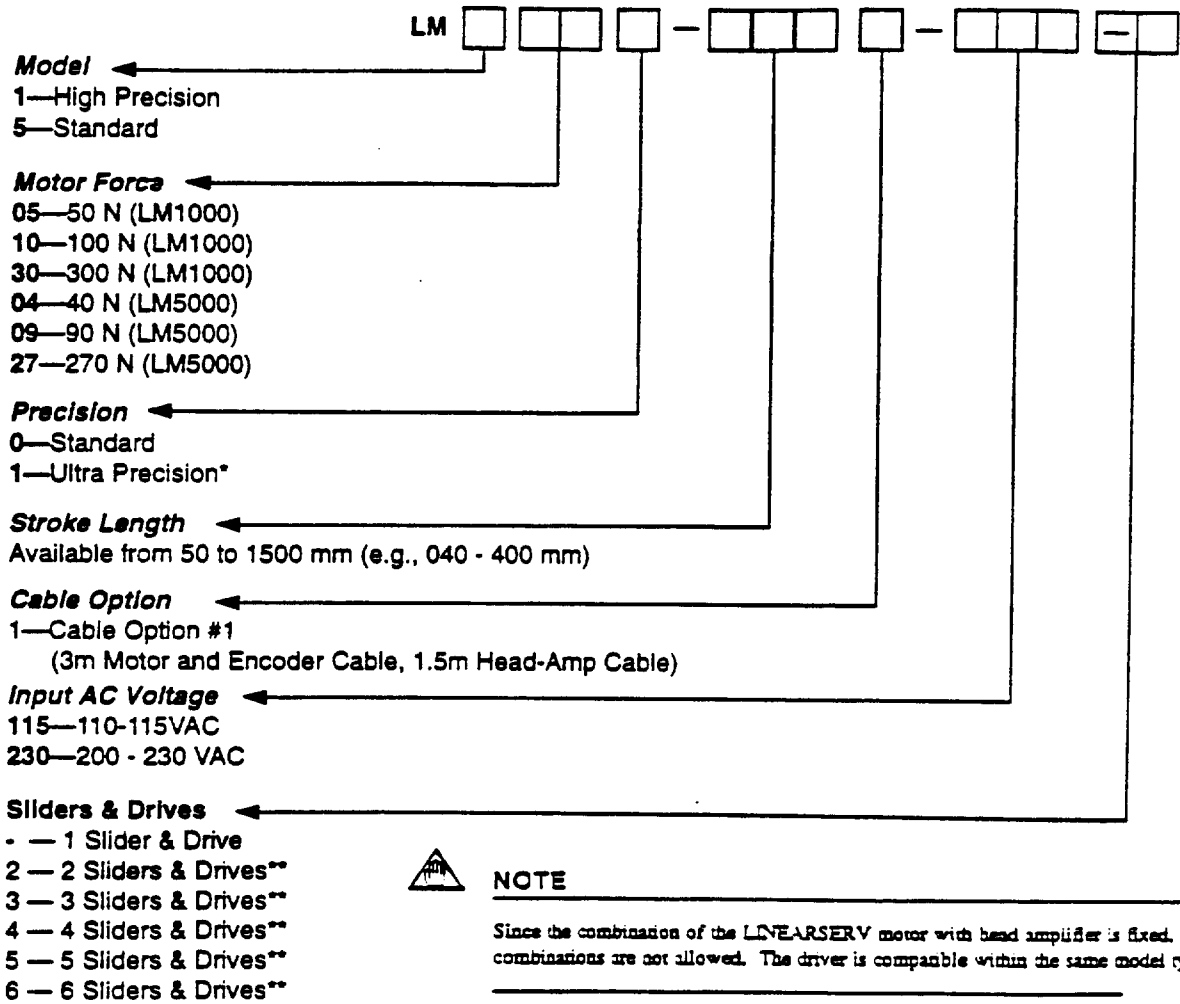 LM - - -
Model
1—High Precision
5—Standard
Motor Force
05—50 N (LM1000)
10—100 N (LM1000)
30—300 N (LM1000)
04—40 N (LM5000)
09—90 N (LM5000)
27—270 N (LM5000)
Precision
0—Standard
1—Ultra Precision*
Stroke Length
Available from 50 to 1500 mm (e.g., 040 - 400 mm)
Cable Option
1—Cable Option #1
(3m Motor and Encoder Cable, 1.5m Head-Amp Cable)
Input AC Voltage
115—110-115VAC
230—200 - 230 VAC
Sliders & Drives
- — 1 Slider & Drive
2 — 2 Sliders & Drives**
3 — 3 Sliders & Drives**
4 — 4 Sliders & Drives**
5 — 5 Sliders & Drives**
6 — 6 Sliders & Drives**
NOTE
Since the combination of the LINEARSERV motor with head amplifier is fixed.
combinations are not allowed. The driver is compatible within the same model